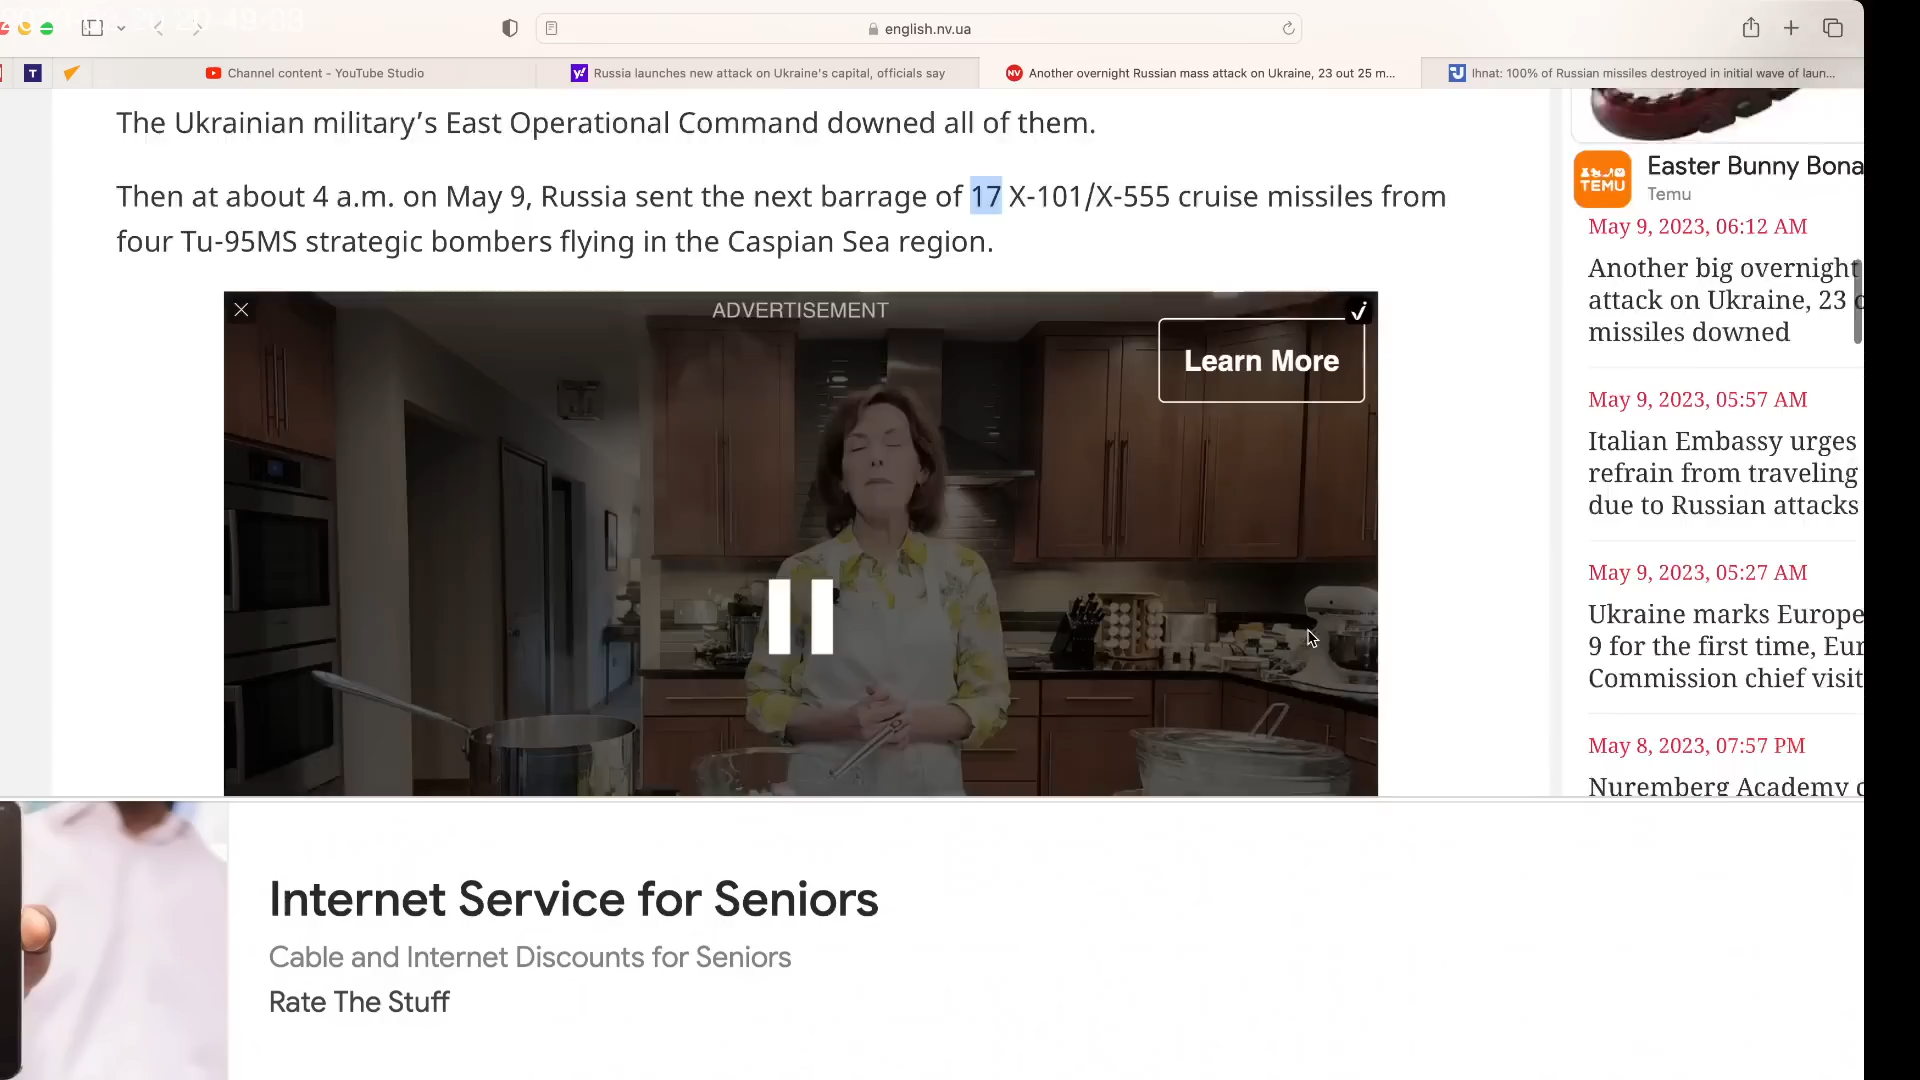 english.nv.ua
T
Channel content - YouTube Studio
y!
Russia launches new attack on Ukraine's capital, officials say
NV
Another overnight Russian mass attack on Ukraine, 23 out 25 m...
Ihnat: 100% of Russian missiles destroyed in initial wave of laun...
The Ukrainian military's East Operational Command downed all of them.
Then at about 4 a.m. on May 9, Russia sent the next barrage of 17 X-101/X-555 cruise missiles from
four Tu-95MS strategic bombers flying in the Caspian Sea region.
ADVERTISEMENT
Learn More
TEMU
Easter Bunny Bona
Temu
May 9, 2023, 06:12 AM
Another big overnight
attack on Ukraine, 23
missiles downed
May 9, 2023, 05:57 AM
Italian Embassy urges
refrain from traveling
due to Russian attacks
May 9, 2023, 05:27 AM
Ukraine marks Europe
9 for the first time, Eur
Commission chief visit
May 8, 2023, 07:57 PM
Nuremberg Academy
Internet Service for Seniors
Cable and Internet Discounts for Seniors
Rate The Stuff